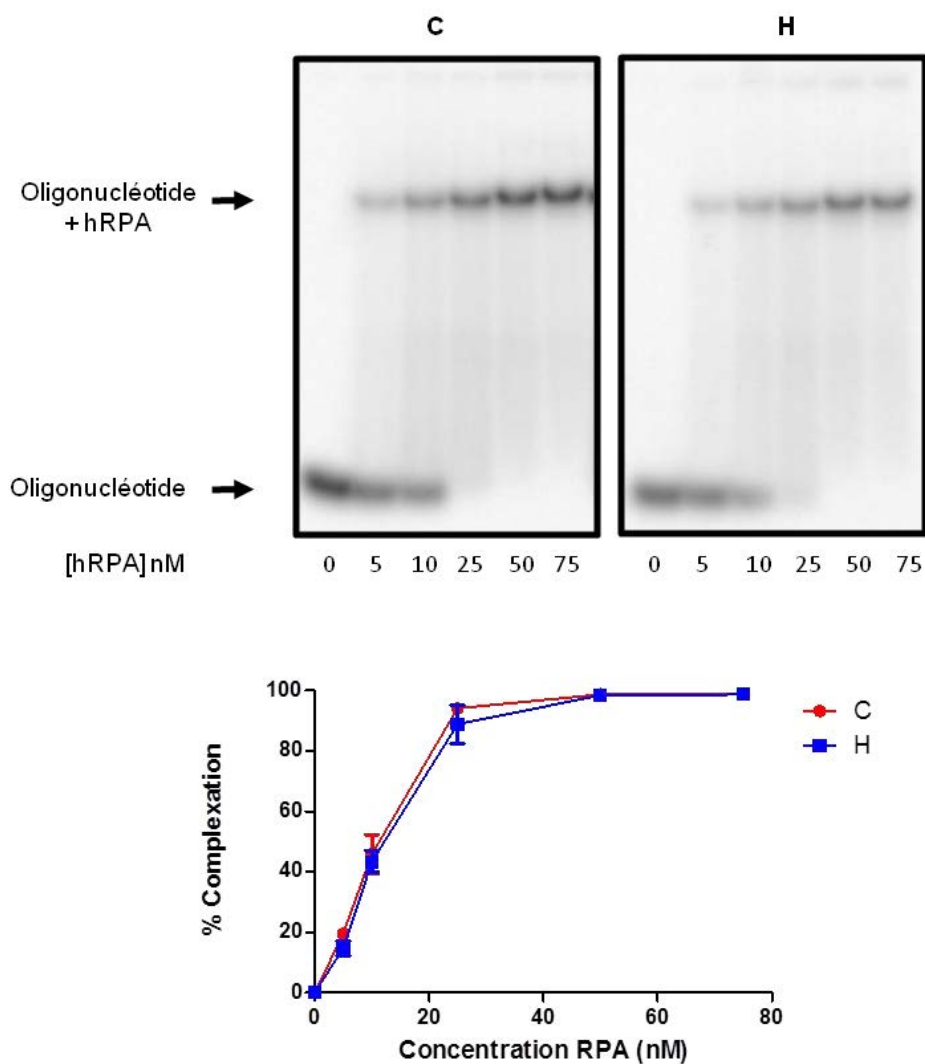 C H
Oligonucléotide
+ hRPA
Oligonucléotide
[hRPA] nM 0 5 10 25 50 75 0 5 10 25 50 75
100
80
60
40
20
0
% Complexation
0 20 40 60 80
Concentration RPA (nM)
C
H